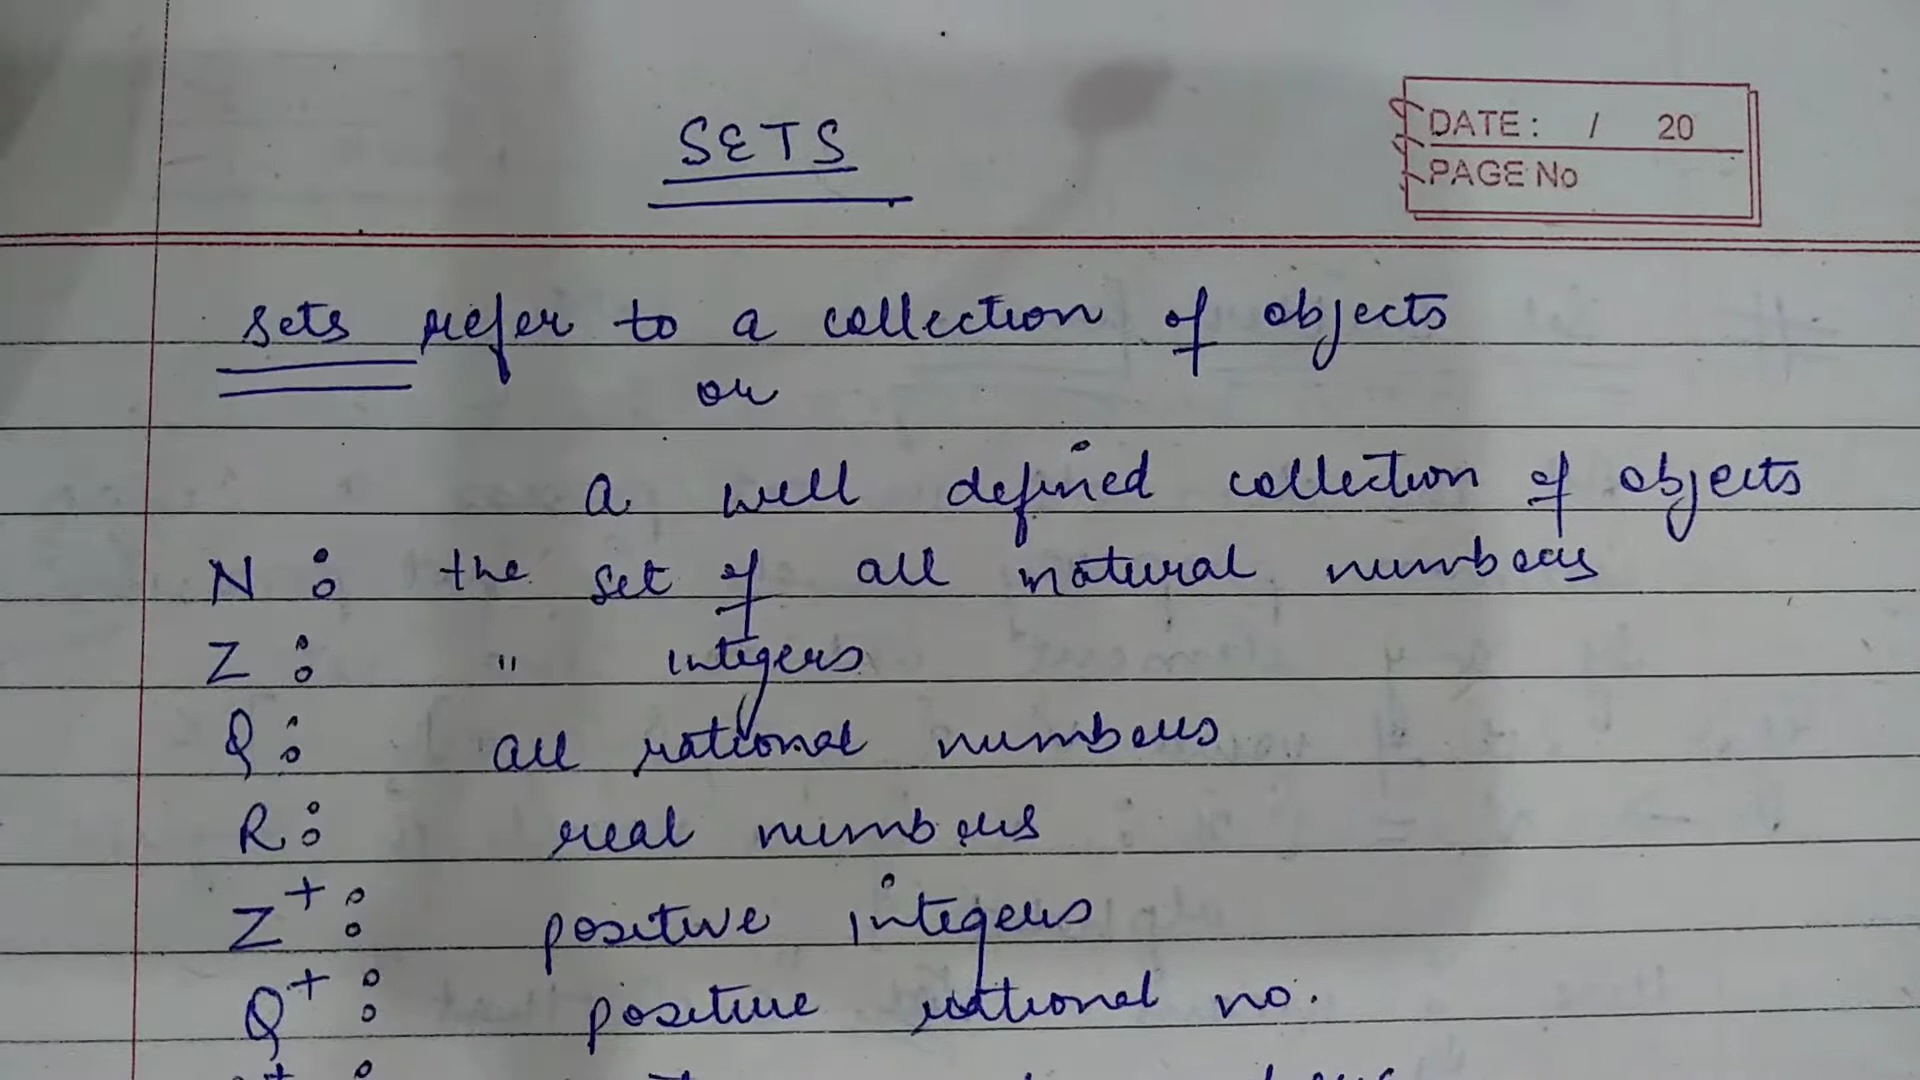 SETS
DATE: / 20
PAGE No
sets refer to a collection of objects
or
a well defined collection of objects
N : the set of all natural numbers
Z : " integers
Q : all rational numbers
R : real numbers
Z+ : positive integers
Q+ : positive rational no.